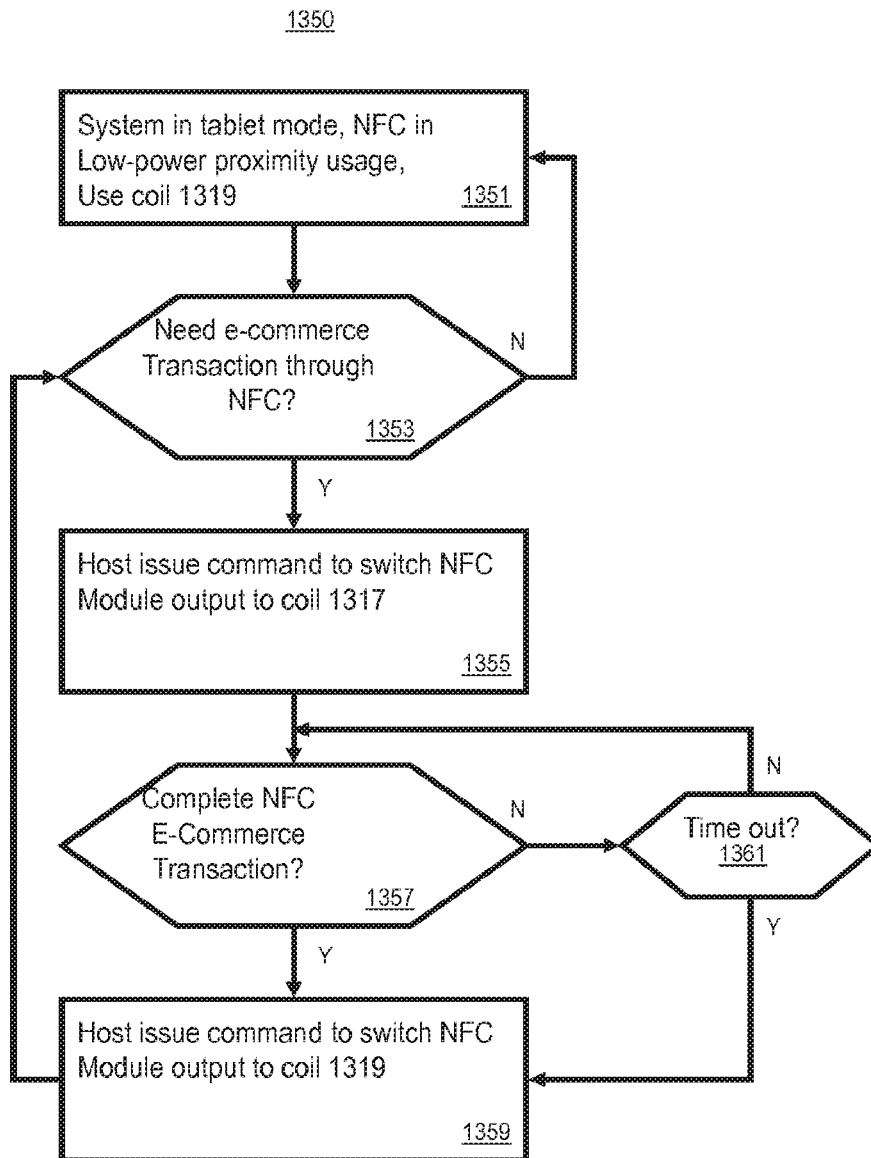 1350
System in tablet mode, NFC in
Low-power proximity usage,
Use coil 1319
1351
Need e-commerce
Transaction through
NFC?
1353
N
Y
Host issue command to switch NFC
Module output to coil 1317
1355
Complete NFC
E-Commerce
Transaction?
1357
N
Y
Time out?
1361
N
Y
Host issue command to switch NFC
Module output to coil 1319
1359